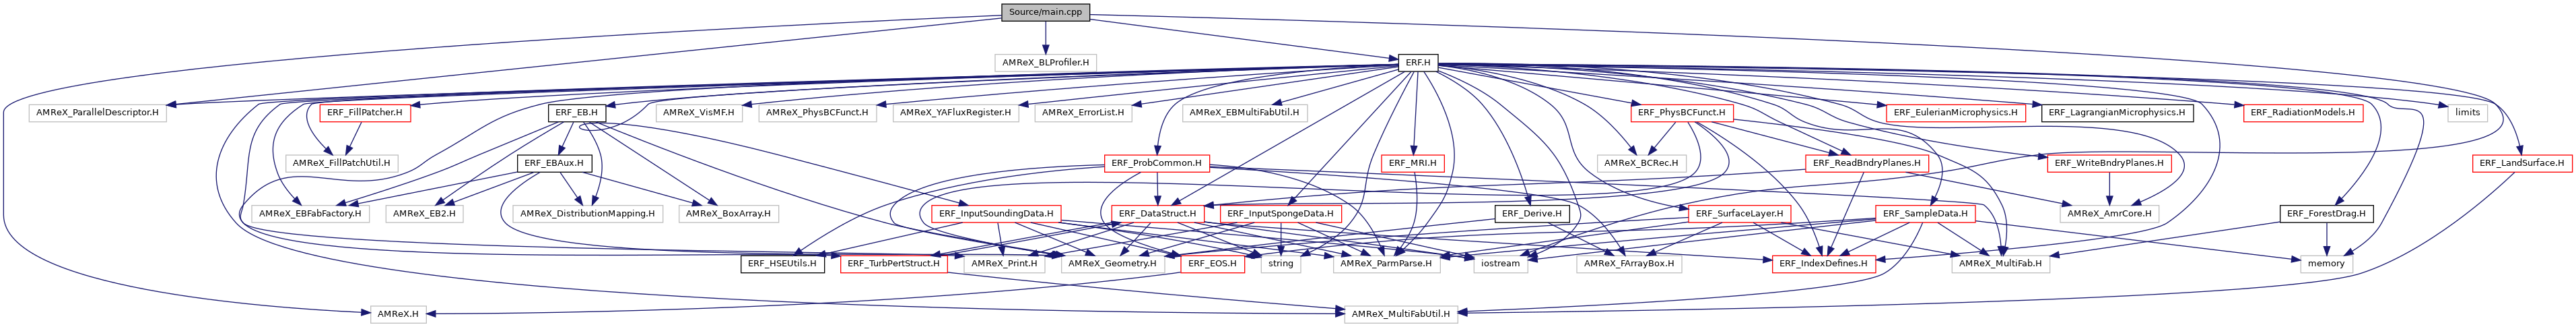 Source/main.cpp
AMReX_BLProfiler.H
ERF.H
AMReX_ParallelDescriptor.H
ERF_FillPatcher.H
ERF_EB.H
AMReX_VisMF.H
AMReX_PhysBCFunct.H
AMReX_YAFluxRegister.H
AMReX_ErrorList.H
AMReX_EBMultiFabUtil.H
ERF_PhysBCFunct.H
ERF_EulerianMicrophysics.H
ERF_LagrangianMicrophysics.H
ERF_RadiationModels.H
limits
AMReX_FillPatchUtil.H
ERF_EBAux.H
ERF_ProbCommon.H
ERF_MRI.H
AMReX_BCRec.H
ERF_ReadBndryPlanes.H
ERF_WriteBndryPlanes.H
ERF_LandSurface.H
AMReX_EBFabFactory.H
AMReX_EB2.H
AMReX_DistributionMapping.H
AMReX_BoxArray.H
ERF_InputSoundingData.H
ERF_DataStruct.H
ERF_InputSpongeData.H
ERF_Derive.H
ERF_SurfaceLayer.H
ERF_SampleData.H
AMReX_AmrCore.H
ERF_ForestDrag.H
ERF_HSEUtils.H
ERF_TurbPertStruct.H
AMReX_Print.H
AMReX_Geometry.H
ERF_EOS.H
string
AMReX_ParmParse.H
iostream
AMReX_FArrayBox.H
ERF_IndexDefines.H
AMReX_MultiFab.H
memory
AMReX.H
AMReX_MultiFabUtil.H